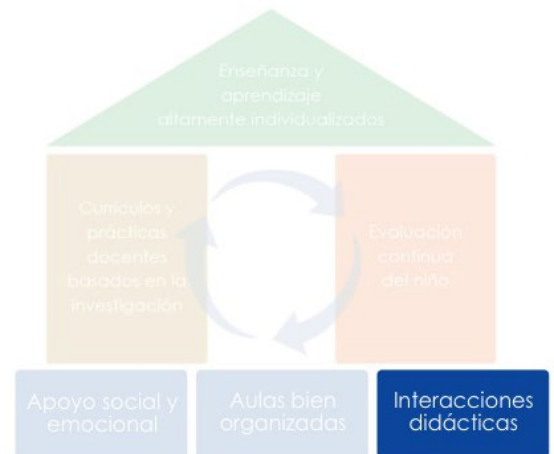 Enseñanza y
aprendizaje
altamente individualizados
Currículos y
prácticas
docentes
basados en la
investigación
Evaluación
continua
del niño
Apoyo social y
emocional
Aulas bien
organizadas
Interacciones
didácticas